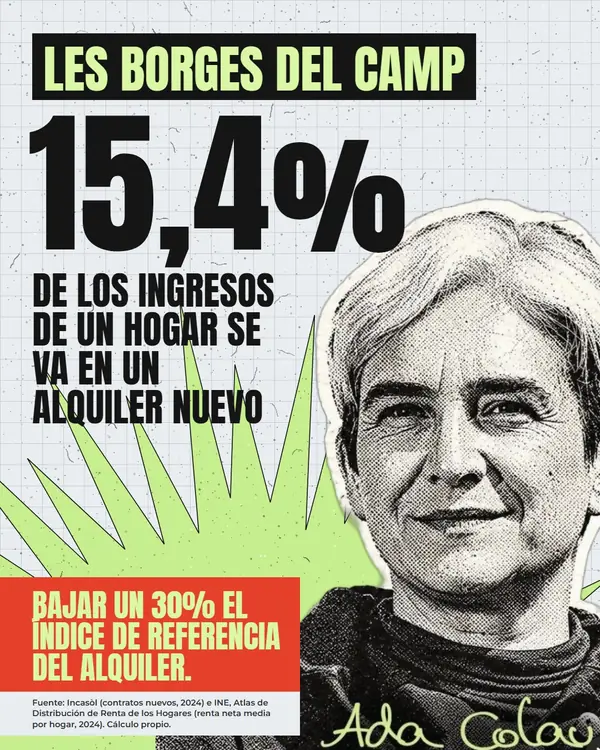 LES BORGES DEL CAMP
15,4%
DE LOS INGRESOS
DE UN HOGAR SE
VA EN UN
ALQUILER NUEVO
BAJAR UN 30% EL
ÍNDICE DE REFERENCIA
DEL ALQUILER.
Fuente: Incasòl (contratos nuevos, 2024) e INE, Atlas de
Distribución de Renta de los Hogares (renta neta media
por hogar, 2024). Cálculo propio.
Ada Colau